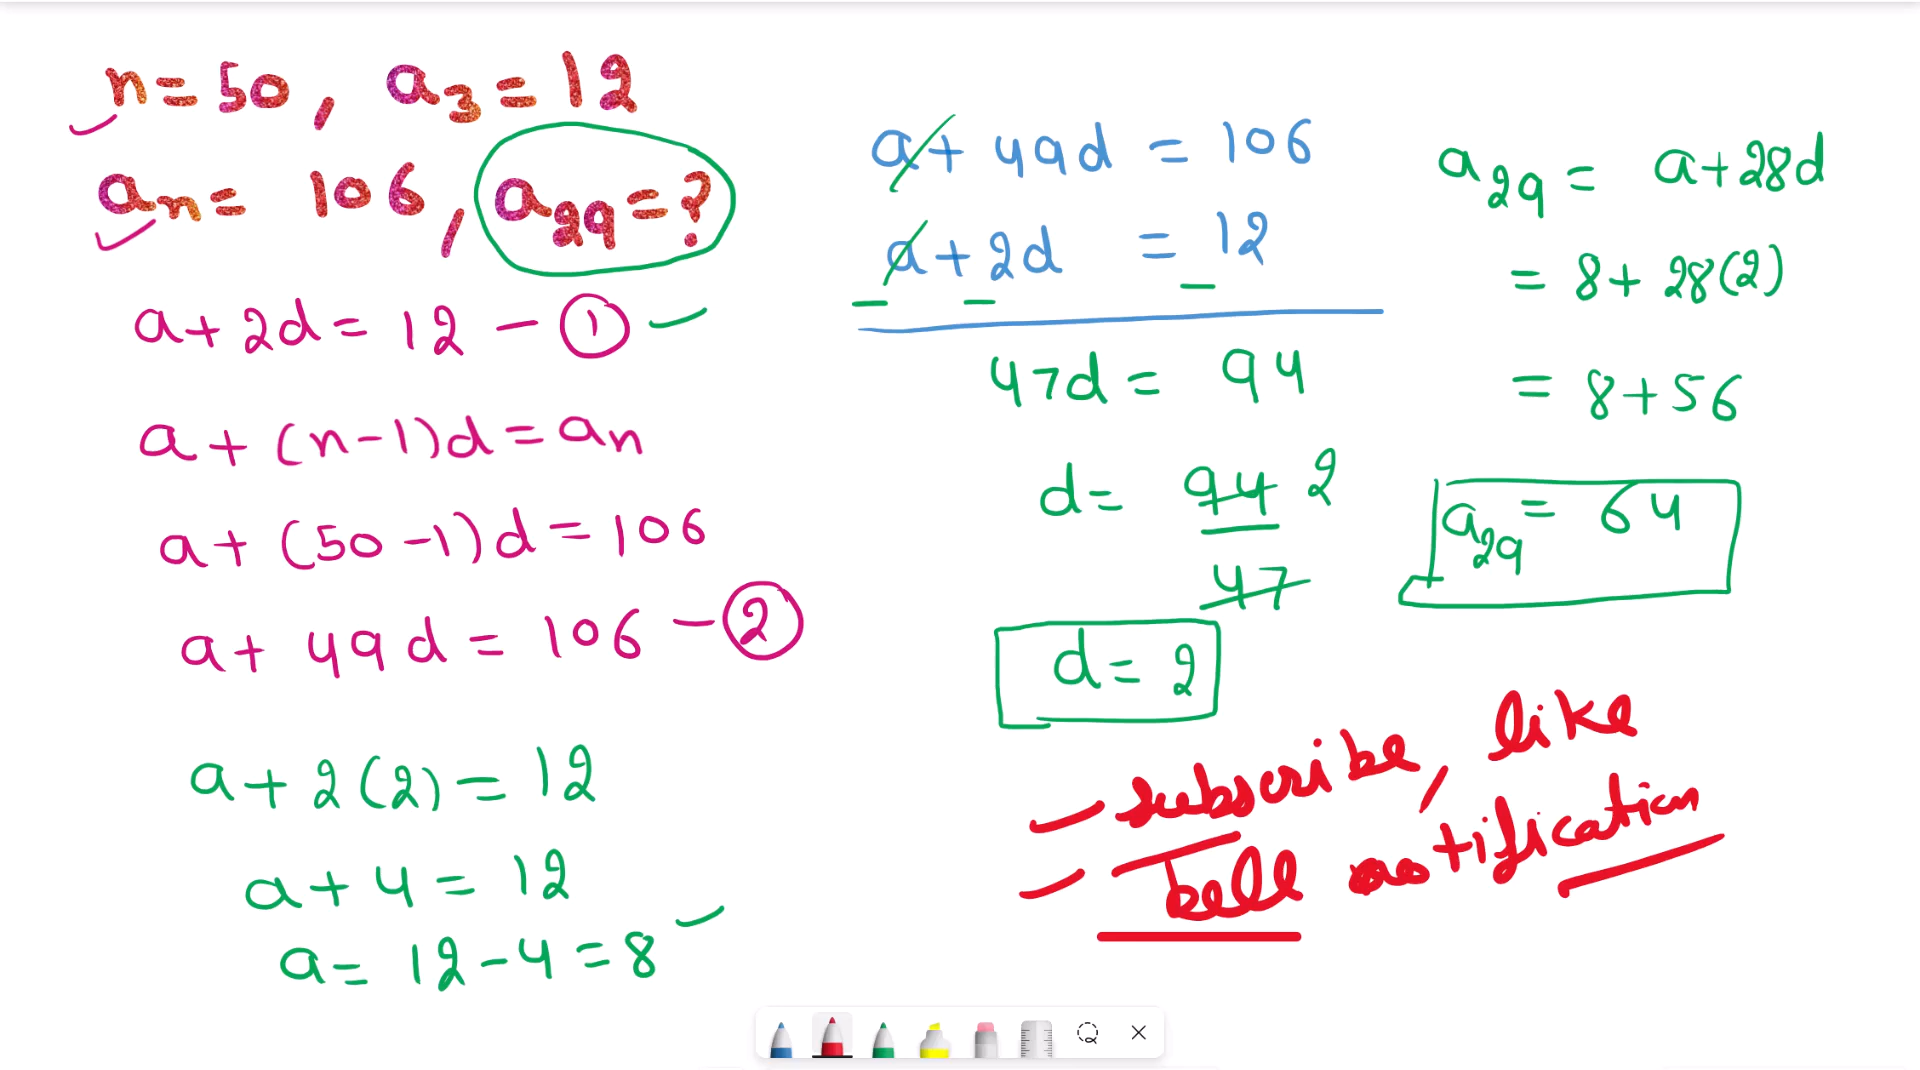 n=50, a₃=12
aₙ= 106, a₂₉=?
a+2d=12 - ①
a+(n-1)d=aₙ
a+(50-1)d=106
a+ 49d=106 - ②
a+2(2)=12
a+4=12
a=12-4=8
a+49d=106
a+2d =12
- - -
47d=94
d= 94 2
47
d=2
a₂₉= a+28d
= 8+28(2)
= 8+56
a₂₉= 64
- subscribe, like
- bell notification